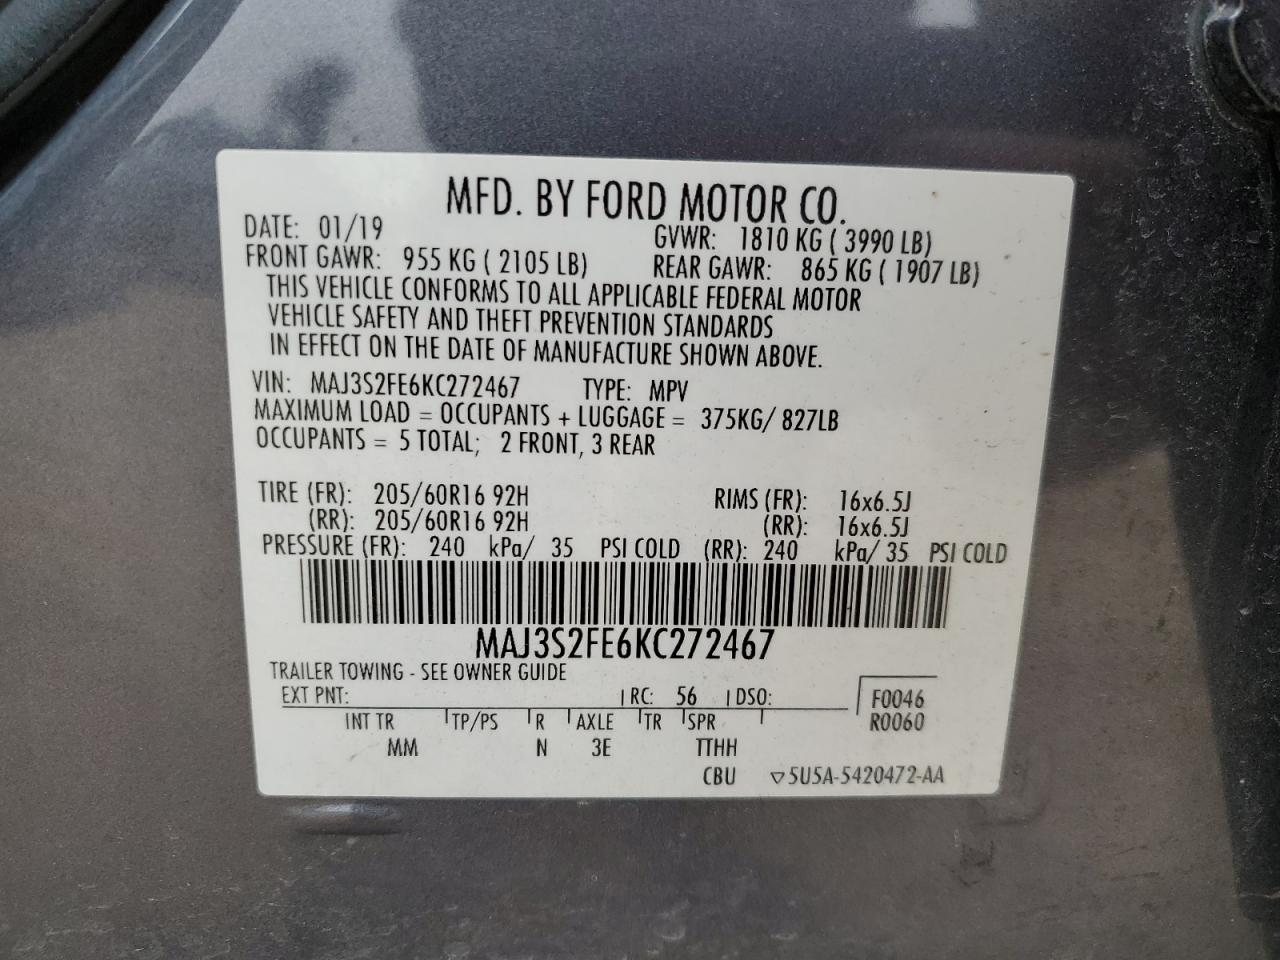 MFD. BY FORD MOTOR CO.
DATE: 01/19 GVWR: 1810 KG ( 3990 LB)
FRONT GAWR: 955 KG ( 2105 LB) REAR GAWR: 865 KG ( 1907 LB)
THIS VEHICLE CONFORMS TO ALL APPLICABLE FEDERAL MOTOR
VEHICLE SAFETY AND THEFT PREVENTION STANDARDS
IN EFFECT ON THE DATE OF MANUFACTURE SHOWN ABOVE.
VIN: MAJ3S2FE6KC272467 TYPE: MPV
MAXIMUM LOAD = OCCUPANTS + LUGGAGE = 375KG/ 827LB
OCCUPANTS = 5 TOTAL; 2 FRONT, 3 REAR
TIRE (FR): 205/60R16 92H RIMS (FR): 16x6.5J
(RR): 205/60R16 92H (RR): 16x6.5J
PRESSURE (FR): 240 kPa/ 35 PSI COLD (RR): 240 kPa/ 35 PSI COLD
MAJ3S2FE6KC272467
TRAILER TOWING - SEE OWNER GUIDE
EXT PNT: RC: 56 DSO: F0046
INT TR TP/PS R AXLE TR SPR R0060
MM N 3E TTHH
CBU ▽5U5A-5420472-AA